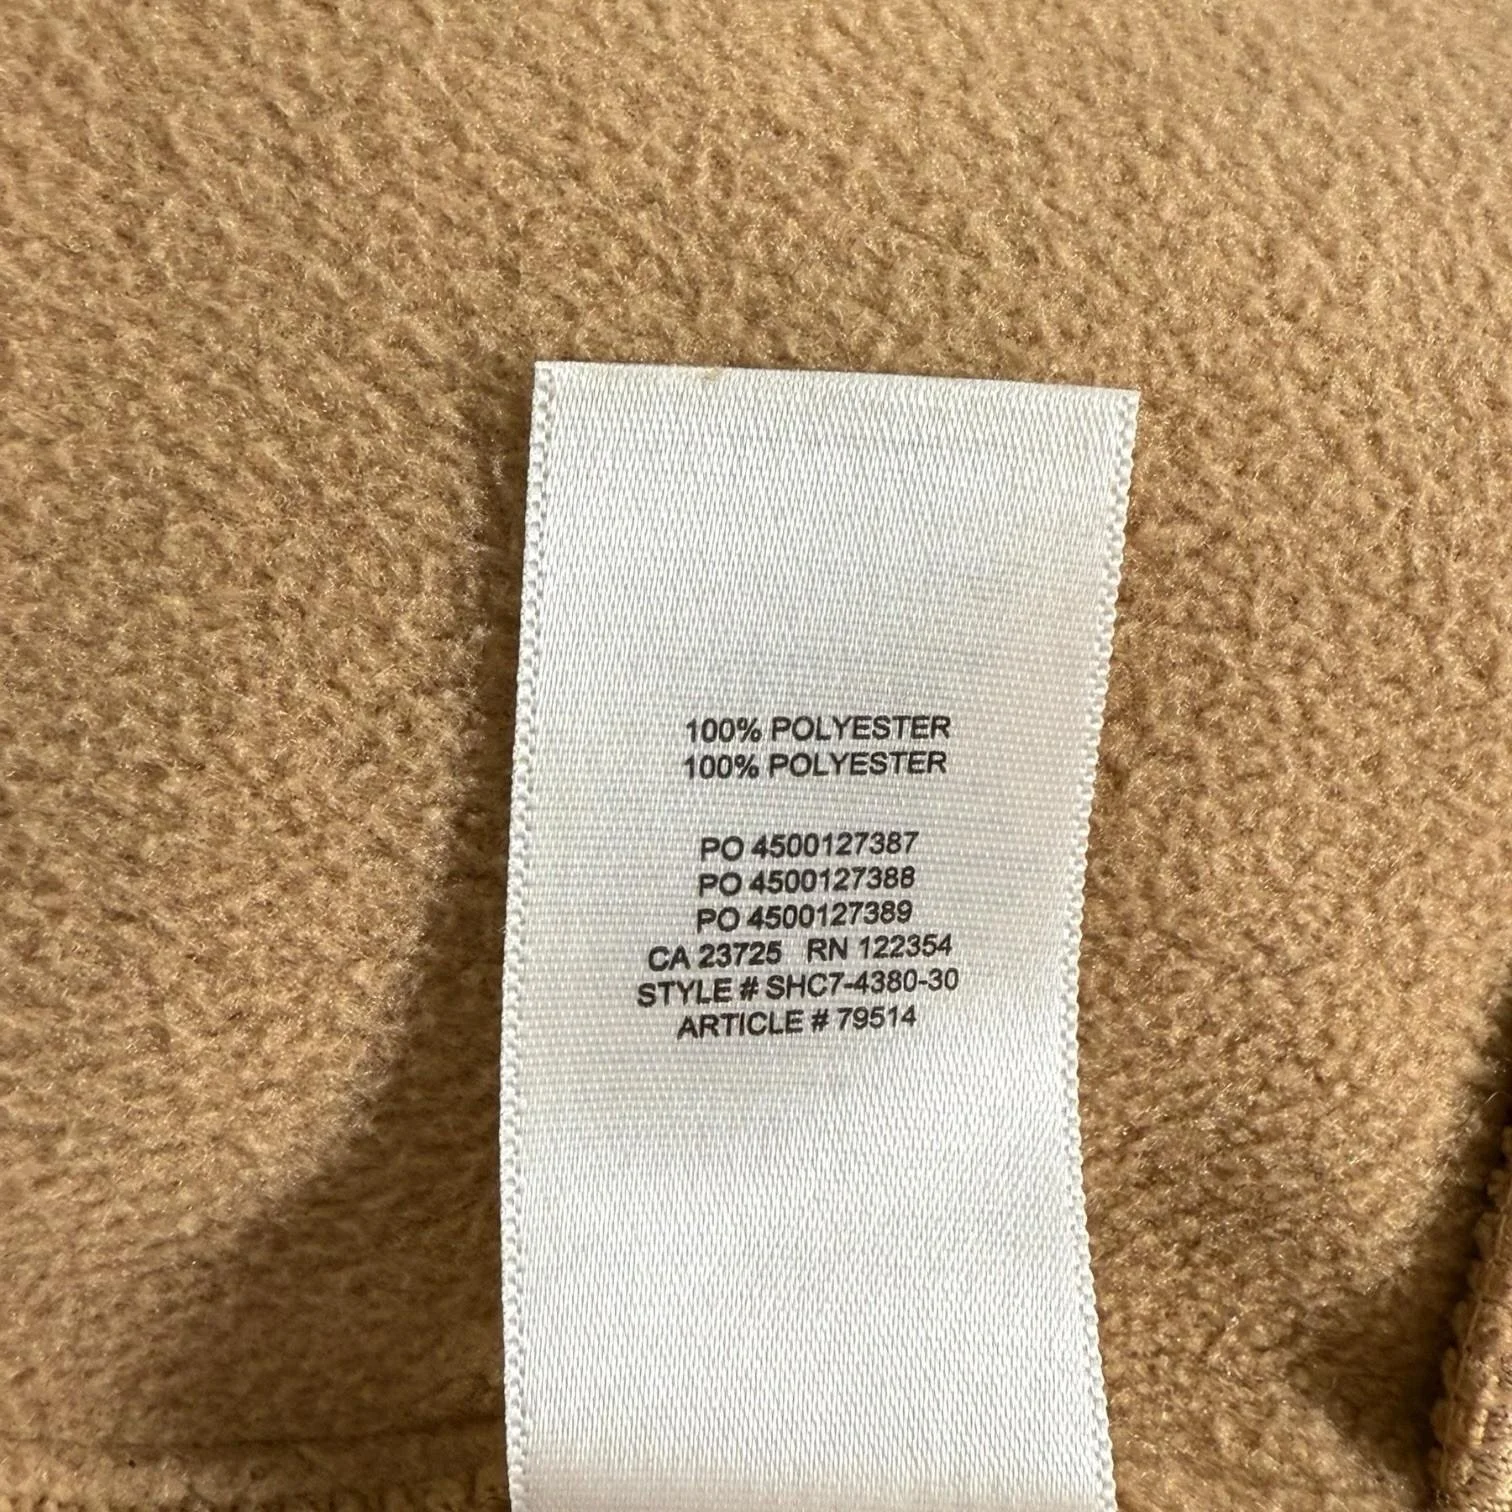 100% POLYESTER
100% POLYESTER
PO 4500127387
PO 4500127388
PO 4500127389
CA 23725 RN 122354
STYLE # SHC7-4380-30
ARTICLE # 79514